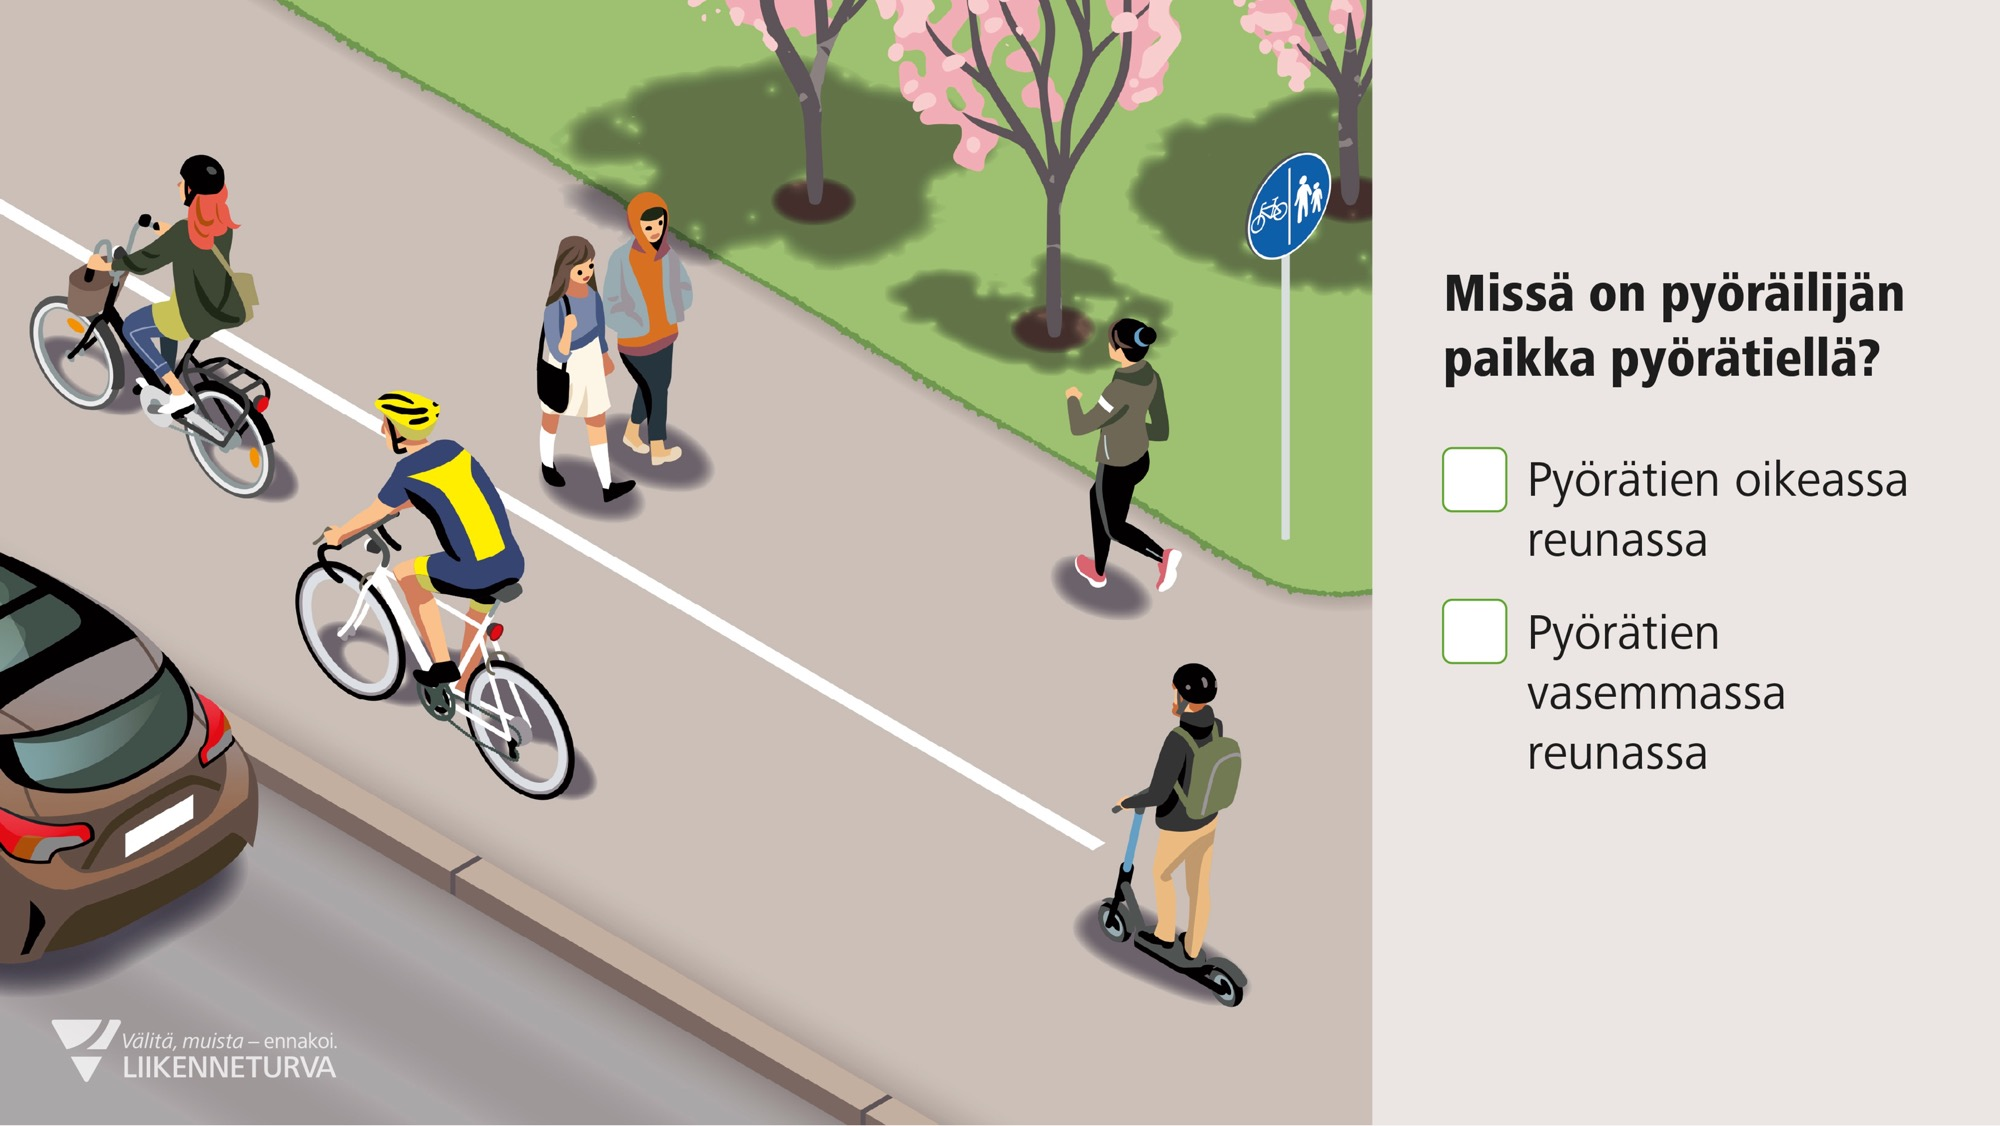 Missä on pyöräilijän
paikka pyörätiellä?
Pyörätien oikeassa
reunassa
Pyörätien
vasemmassa
reunassa
Välitä, muista – ennakoi.
LIIKENNETURVA